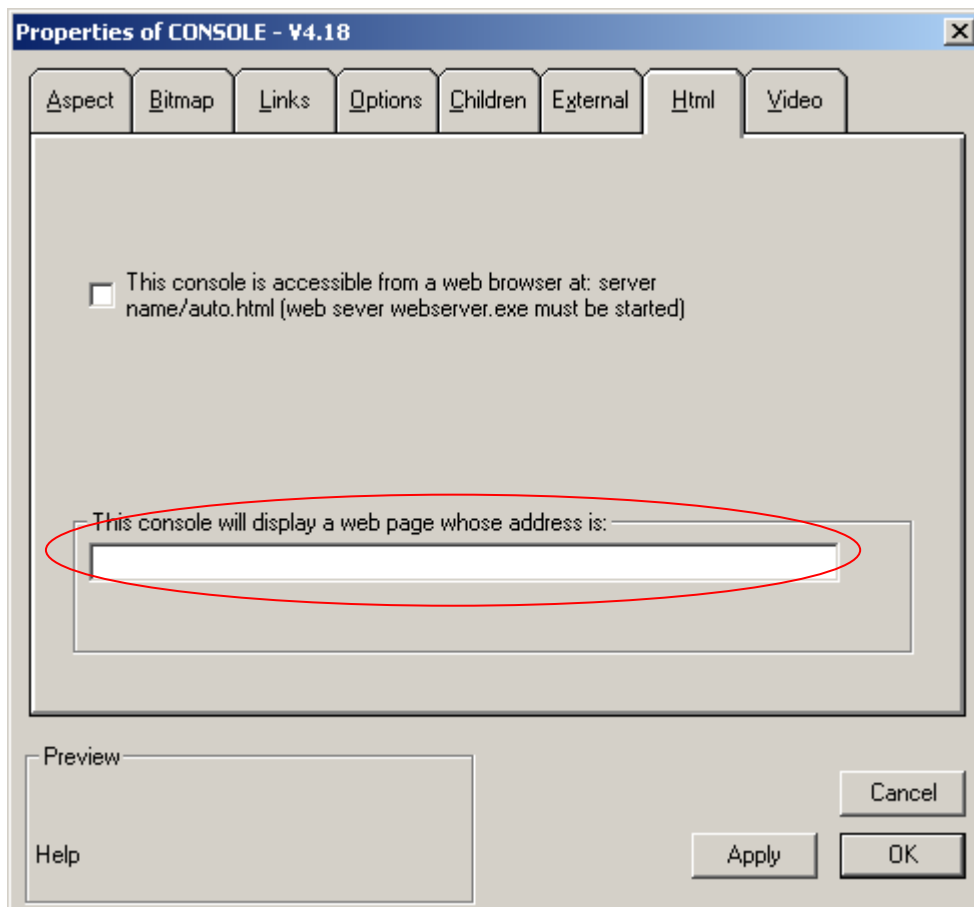 Properties of CONSOLE - V4.18
Aspect Bitmap Links Options Children External Html Video
This console is accessible from a web browser at: server
name/auto.html (web sever webserver.exe must be started)
This console will display a web page whose address is:
Preview
Cancel
Help
Apply OK